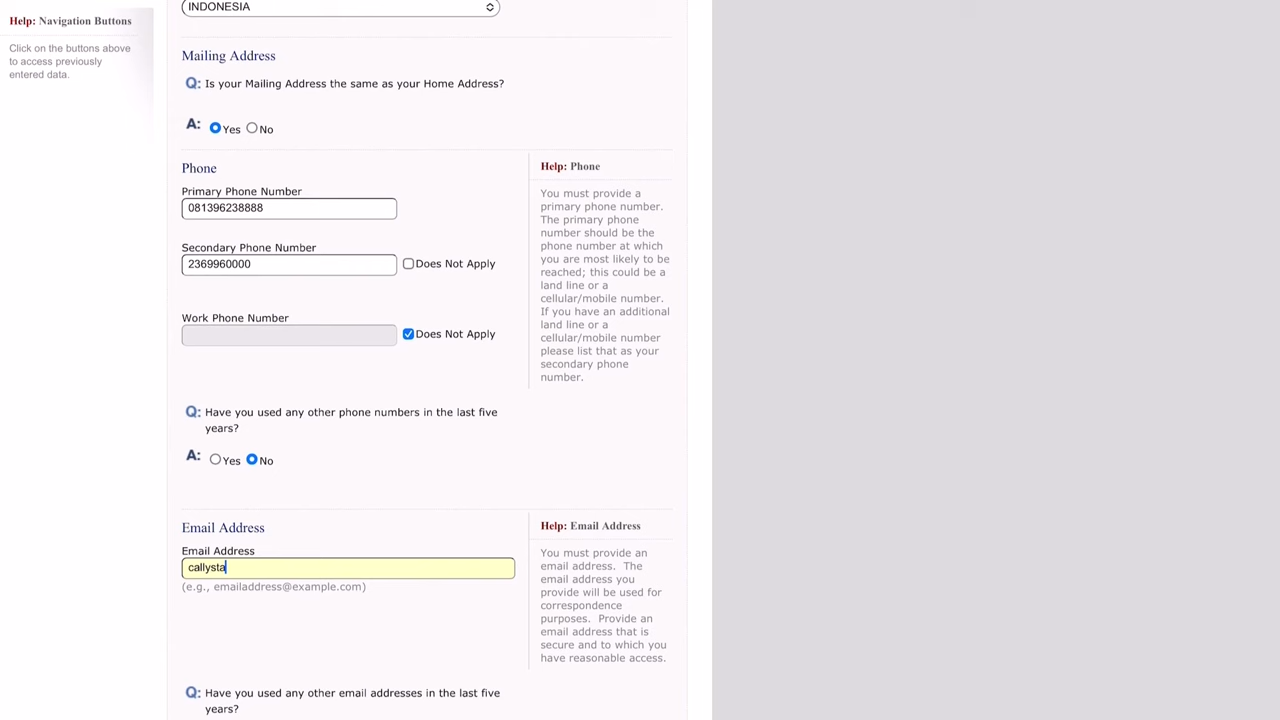 Help: Navigation Buttons
Click on the buttons above
to access previously
entered data.
INDONESIA
Mailing Address
Q: Is your Mailing Address the same as your Home Address?
A: Yes No
Phone
Primary Phone Number
081396238888
Secondary Phone Number
2369960000 Does Not Apply
Work Phone Number
Does Not Apply
Help: Phone
You must provide a
primary phone number.
The primary phone
number should be the
phone number at which
you are most likely to be
reached; this could be a
land line or a
cellular/mobile number.
If you have an additional
land line or a
cellular/mobile number
please list that as your
secondary phone
number.
Q: Have you used any other phone numbers in the last five
years?
A: Yes No
Email Address
Email Address
callysta
(e.g., emailaddress@example.com)
Help: Email Address
You must provide an
email address. The
email address you
provide will be used for
correspondence
purposes. Provide an
email address that is
secure and to which you
have reasonable access.
Q: Have you used any other email addresses in the last five
years?